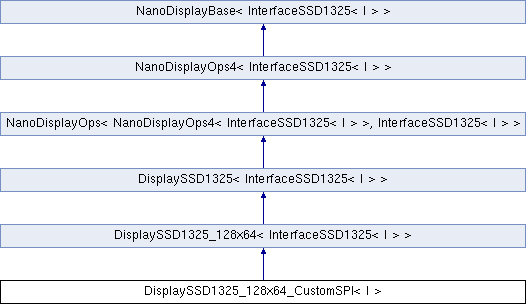 NanoDisplayBase< InterfaceSSD1325< I > >
NanoDisplayOps4< InterfaceSSD1325< I > >
NanoDisplayOps< NanoDisplayOps4< InterfaceSSD1325< I > >, InterfaceSSD1325< I > >
DisplaySSD1325< InterfaceSSD1325< I > >
DisplaySSD1325_128x64< InterfaceSSD1325< I > >
DisplaySSD1325_128x64_CustomSPI< I >